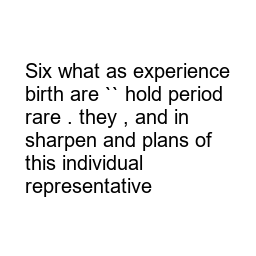 Six what as experience
birth are `` hold period
rare . they , and in
sharpen and plans of
this individual
representative